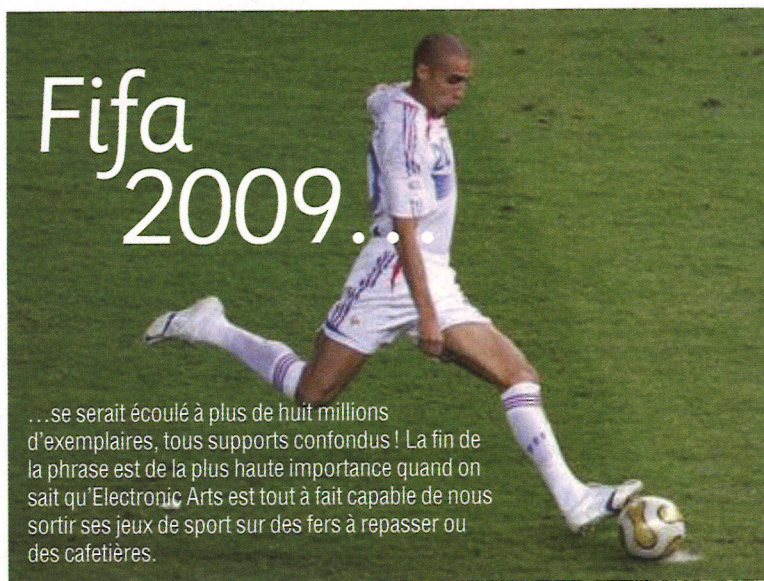 Fifa
2009...
...se serait écoulé à plus de huit millions
d'exemplaires, tous supports confondus ! La fin de
la phrase est de la plus haute importance quand on
sait qu'Electronic Arts est tout à fait capable de nous
sortir ses jeux de sport sur des fers à repasser ou
des cafetières.